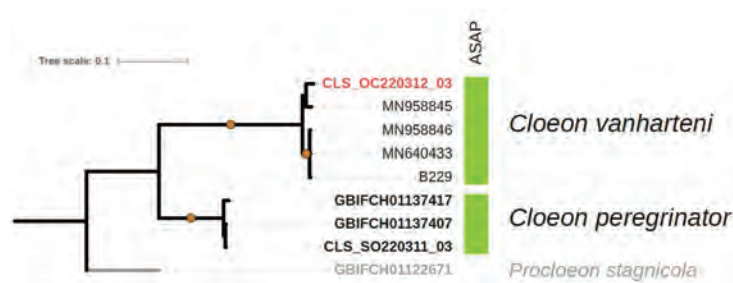 ASAP
Tree scale: 0.1
CLS_OC220312_03
MN958845
Cloeon vanharteni
MN958846
MN640433
B229
GBIFCH01137417
GBIFCH01137407
Cloeon peregrinator
CLS_SO220311_03
GBIFCH01122671
Procloeon stagnicola